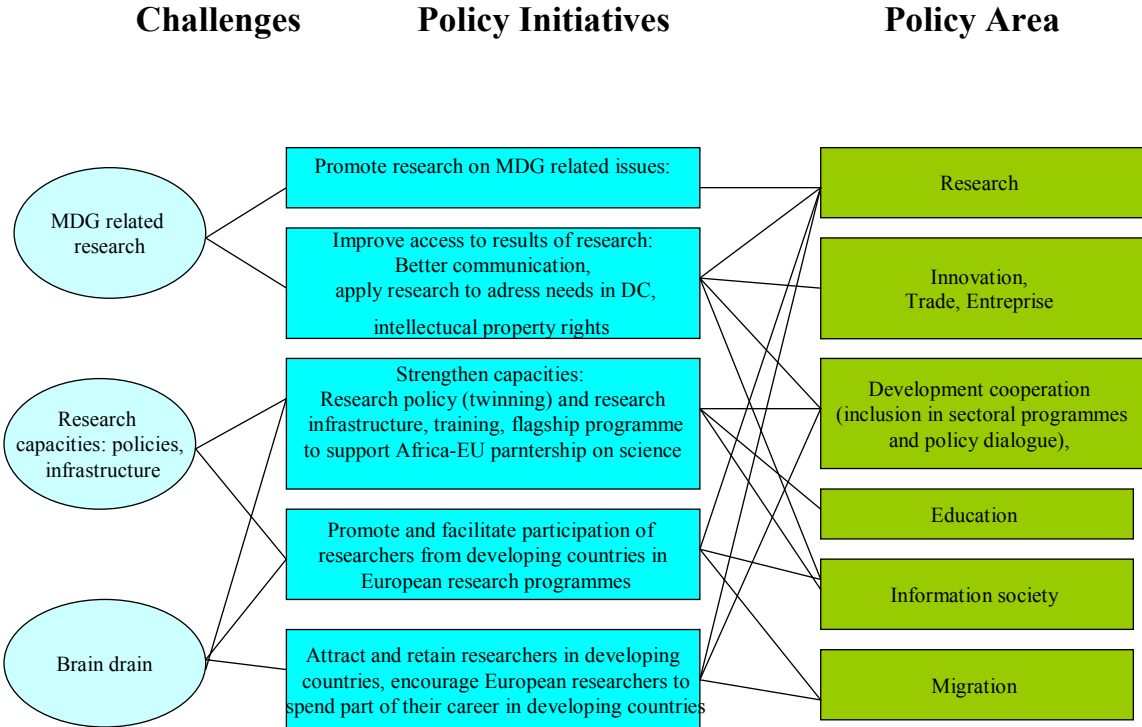 Challenges
Policy Initiatives
Policy Area
MDG related
research
Research
capacities: policies,
infrastructure
Brain drain
Promote research on MDG related issues:
Improve access to results of research:
Better communication,
apply research to adress needs in DC,
intellectucal property rights
Strengthen capacities:
Research policy (twinning) and research
infrastructure, training, flagship programme
to support Africa-EU parntership on science
Promote and facilitate participation of
researchers from developing countries in
European research programmes
Attract and retain researchers in developing
countries, encourage European researchers to
spend part of their career in developing countries
Research
Innovation,
Trade, Entreprise
Development cooperation
(inclusion in sectoral programmes
and policy dialogue),
Education
Information society
Migration